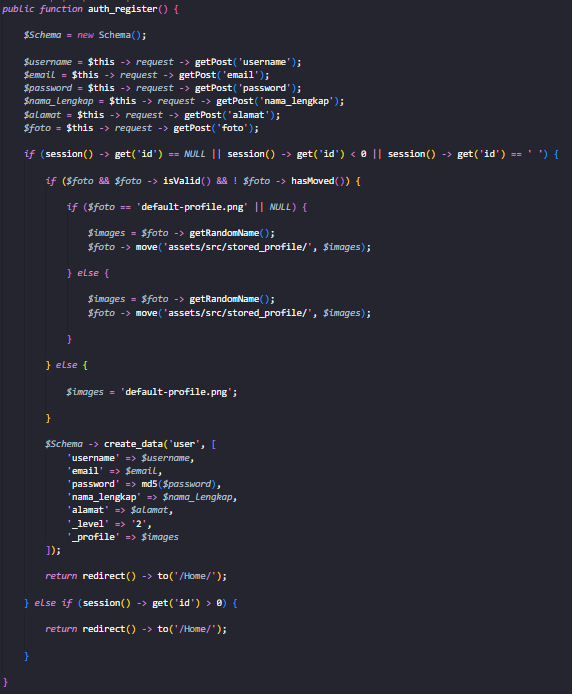 public function auth_register() {
$Schema = new Schema();
$username = $this -> request -> getPost('username');
$email = $this -> request -> getPost('email');
$password = $this -> request -> getPost('password');
$nama_lengkap = $this -> request -> getPost('nama_lengkap');
$alamat = $this -> request -> getPost('alamat');
$foto = $this -> request -> getPost('foto');
if (session() -> get('id') == NULL || session() -> get('id') < 0 || session() -> get('id') == ' ') {
if ($foto && $foto -> isValid() && ! $foto -> hasMoved()) {
if ($foto == 'default-profile.png' || NULL) {
$images = $foto -> getRandomName();
$foto -> move('assets/src/stored_profile/', $images);
} else {
$images = $foto -> getRandomName();
$foto -> move('assets/src/stored_profile/', $images);
}
} else {
$images = 'default-profile.png';
}
$Schema -> create_data('user', [
'username' => $username,
'email' => $email,
'password' => md5($password),
'nama_lengkap' => $nama_lengkap,
'alamat' => $alamat,
'_level' => '2',
'_profile' => $images
]);
return redirect() -> to('/Home/');
} else if (session() -> get('id') > 0) {
return redirect() -> to('/Home/');
}
}